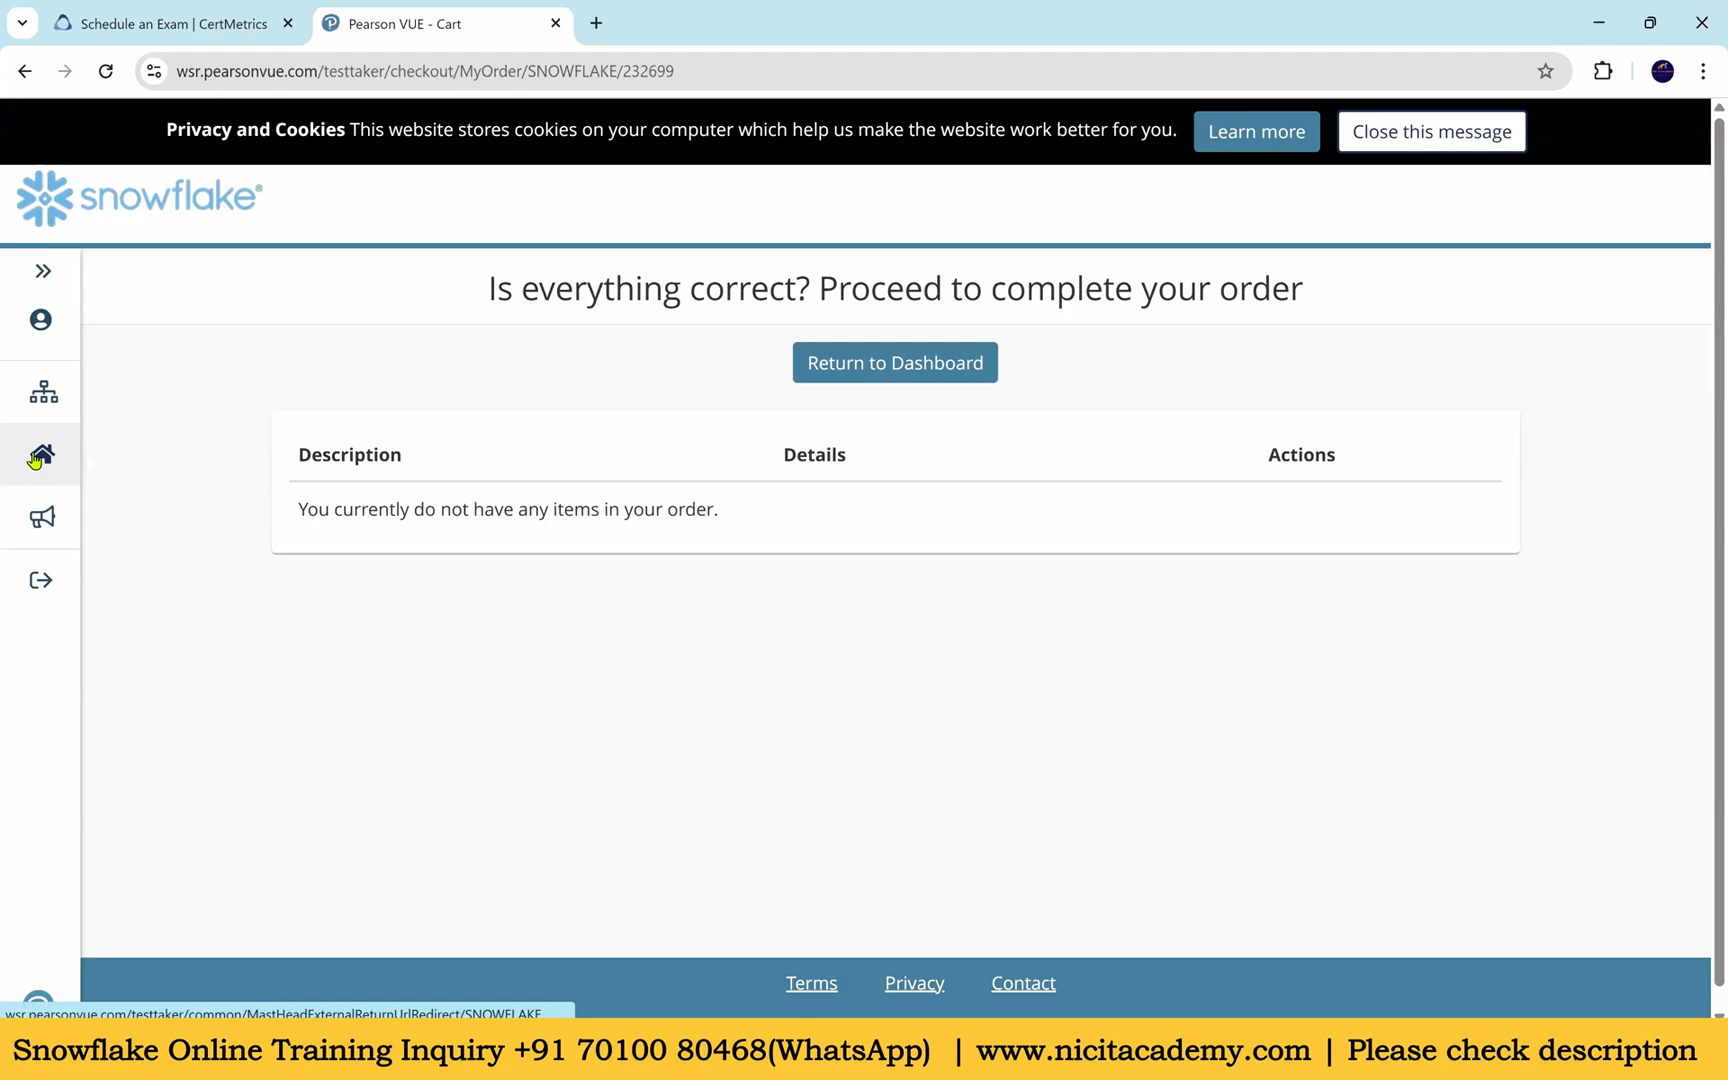 Schedule an Exam | CertMetrics
Pearson VUE - Cart
wsr.pearsonvue.com/testtaker/checkout/MyOrder/SNOWFLAKE/232699
Privacy and Cookies This website stores cookies on your computer which help us make the website work better for you.
Learn more
Close this message
snowflake®
Is everything correct? Proceed to complete your order
Return to Dashboard
Description Details Actions
You currently do not have any items in your order.
Terms Privacy Contact
wsr.pearsonvue.com/testtaker/common/MastHeadExternalReturnUrlRedirect/SNOWFLAKE
Snowflake Online Training Inquiry +91 70100 80468(WhatsApp) | www.nicitacademy.com | Please check description